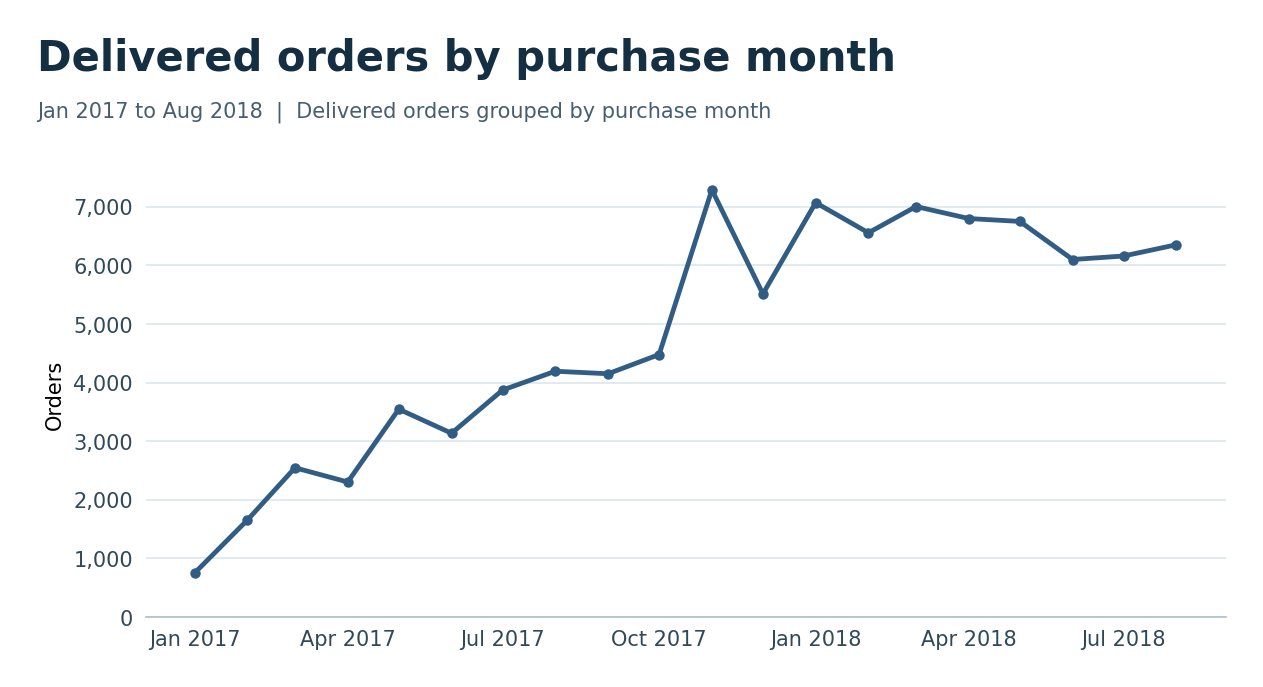 Delivered orders by purchase month
Jan 2017 to Aug 2018 | Delivered orders grouped by purchase month
Orders
7,000
6,000
5,000
4,000
3,000
2,000
1,000
0
Jan 2017 Apr 2017 Jul 2017 Oct 2017 Jan 2018 Apr 2018 Jul 2018